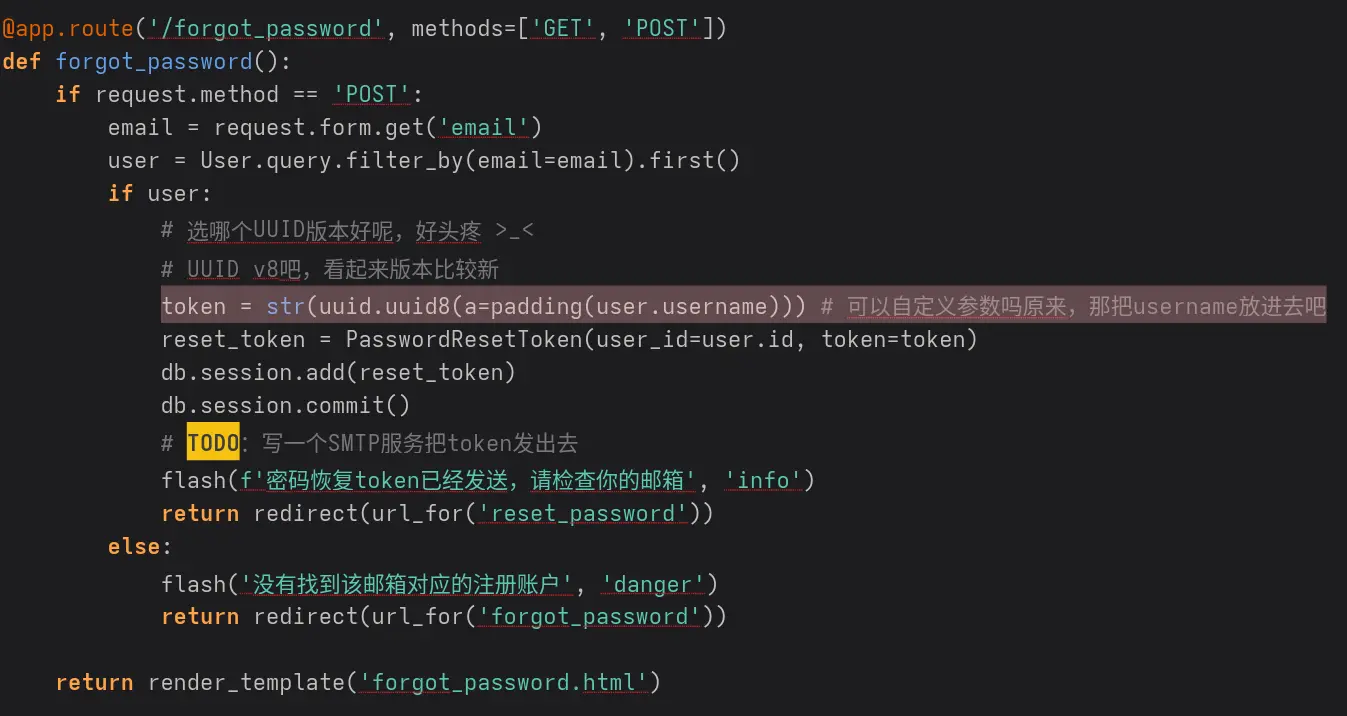 @app.route('/forgot_password', methods=['GET', 'POST'])
def forgot_password():
    if request.method == 'POST':
        email = request.form.get('email')
        user = User.query.filter_by(email=email).first()
        if user:
            # 选哪个UUID版本好呢，好头疼 >_<
            # UUID v8吧，看起来版本比较新
            token = str(uuid.uuid8(a=padding(user.username))) # 可以自定义参数吗原来，那把username放进去吧
            reset_token = PasswordResetToken(user_id=user.id, token=token)
            db.session.add(reset_token)
            db.session.commit()
            # TODO：写一个SMTP服务把token发出去
            flash(f'密码恢复token已经发送，请检查你的邮箱', 'info')
            return redirect(url_for('reset_password'))
        else:
            flash('没有找到该邮箱对应的注册账户', 'danger')
            return redirect(url_for('forgot_password'))
    return render_template('forgot_password.html')